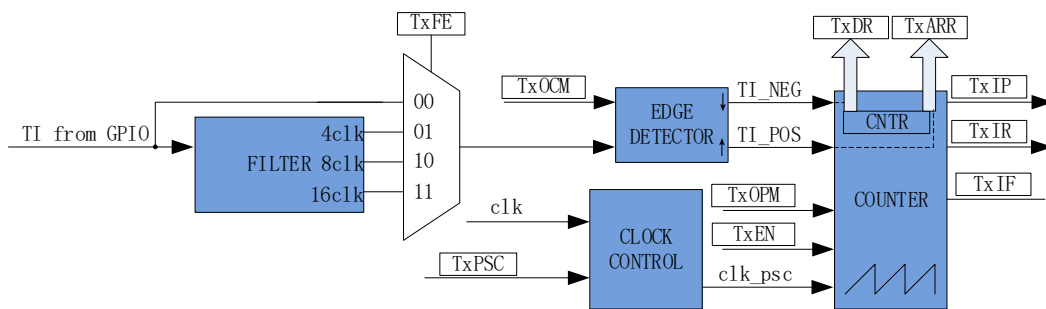 TxFE
TxDR
TxARR
TxOCM
TI_NEG
TxIP
00
EDGE
DETECTOR
CNTR
TI from GPIO
4clk
01
TI_POS
TxIR
FILTER 8clk
10
16clk
11
TxIF
clk
TxOPM
COUNTER
CLOCK
CONTROL
TxEN
TxPSC
clk_psc